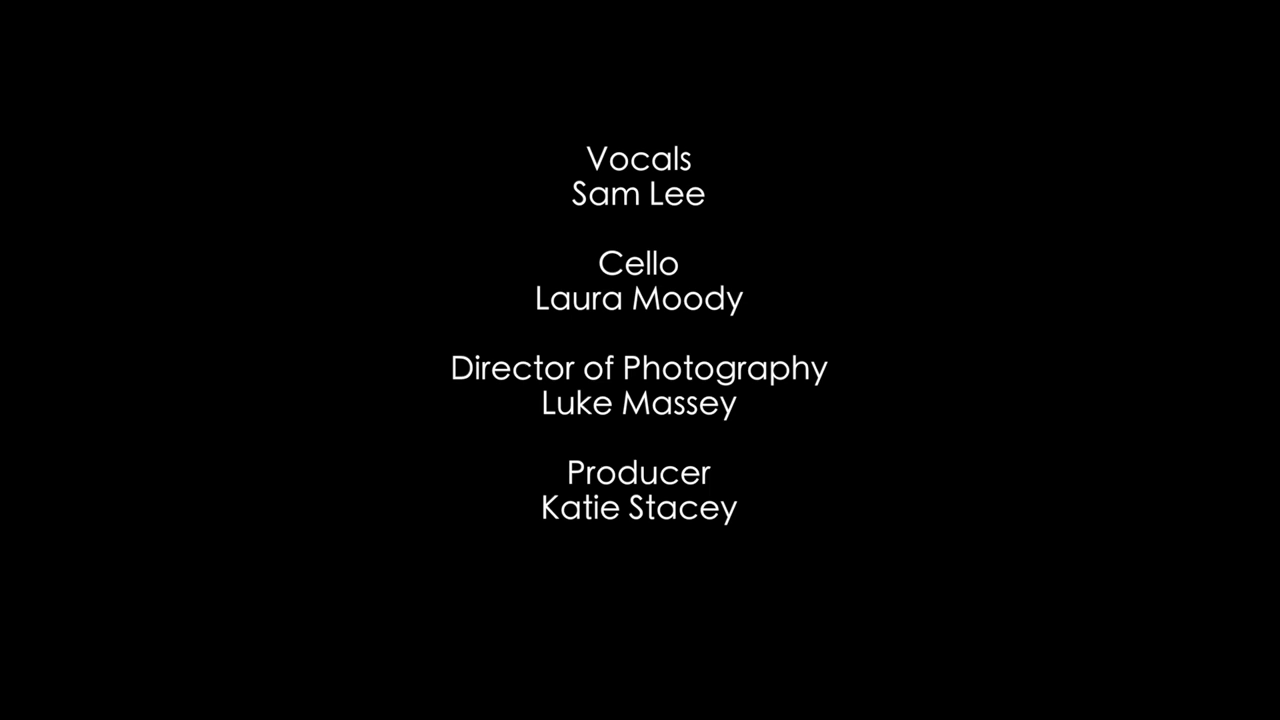 Vocals
Sam Lee
Cello
Laura Moody
Director of Photography
Luke Massey
Producer
Katie Stacey